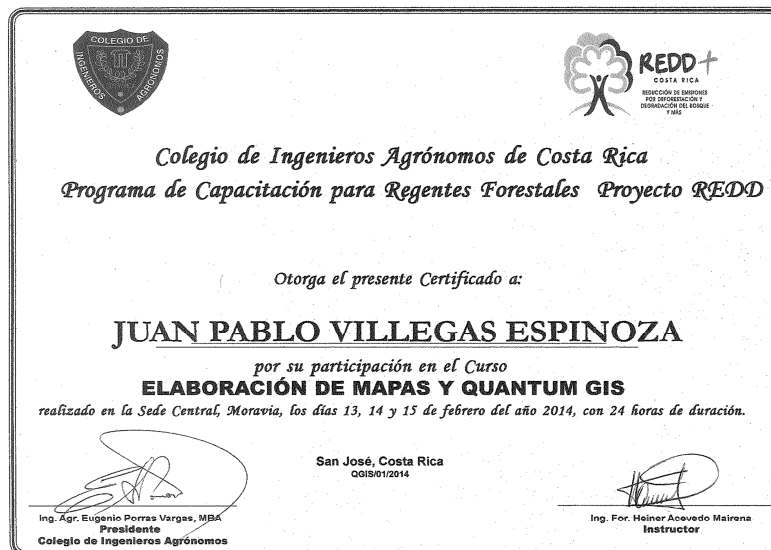 COLEGIO DE
INGENIEROS AGRÓNOMOS
REDD+
COSTA RICA
REDUCCIÓN DE EMISIONES
POR DEFORESTACIÓN Y
DEGRADACIÓN DEL BOSQUE
Y MÁS
Colegio de Ingenieros Agrónomos de Costa Rica
Programa de Capacitación para Regentes Forestales Proyecto REDD
Otorga el presente Certificado a:
JUAN PABLO VILLEGAS ESPINOZA
por su participación en el Curso
ELABORACIÓN DE MAPAS Y QUANTUM GIS
realizado en la Sede Central, Moravia, los días 13, 14 y 15 de febrero del año 2014, con 24 horas de duración.
San José, Costa Rica
QGIS/01/2014
Ing. Agr. Eugenio Porras Vargas, MBA
Presidente
Colegio de Ingenieros Agrónomos
Ing. For. Heiner Acevedo Mairena
Instructor